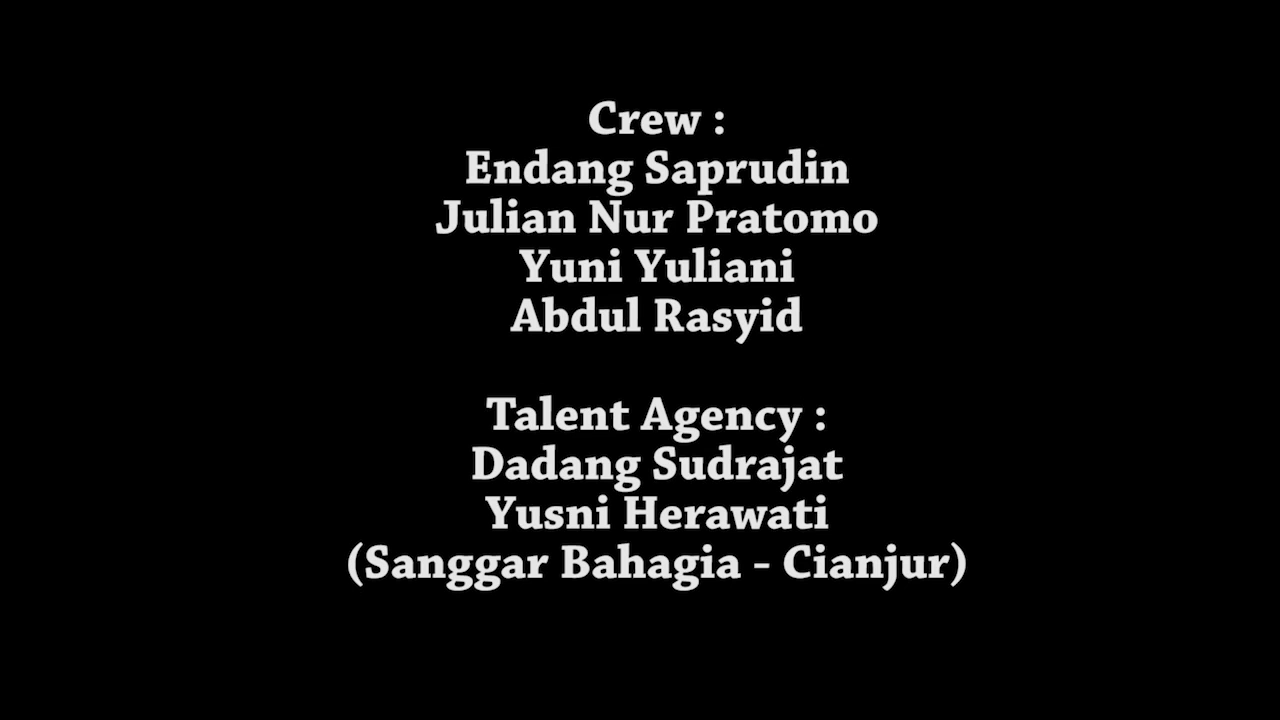 Crew :
Endang Saprudin
Julian Nur Pratomo
Yuni Yuliani
Abdul Rasyid
Talent Agency :
Dadang Sudrajat
Yusni Herawati
(Sanggar Bahagia - Cianjur)